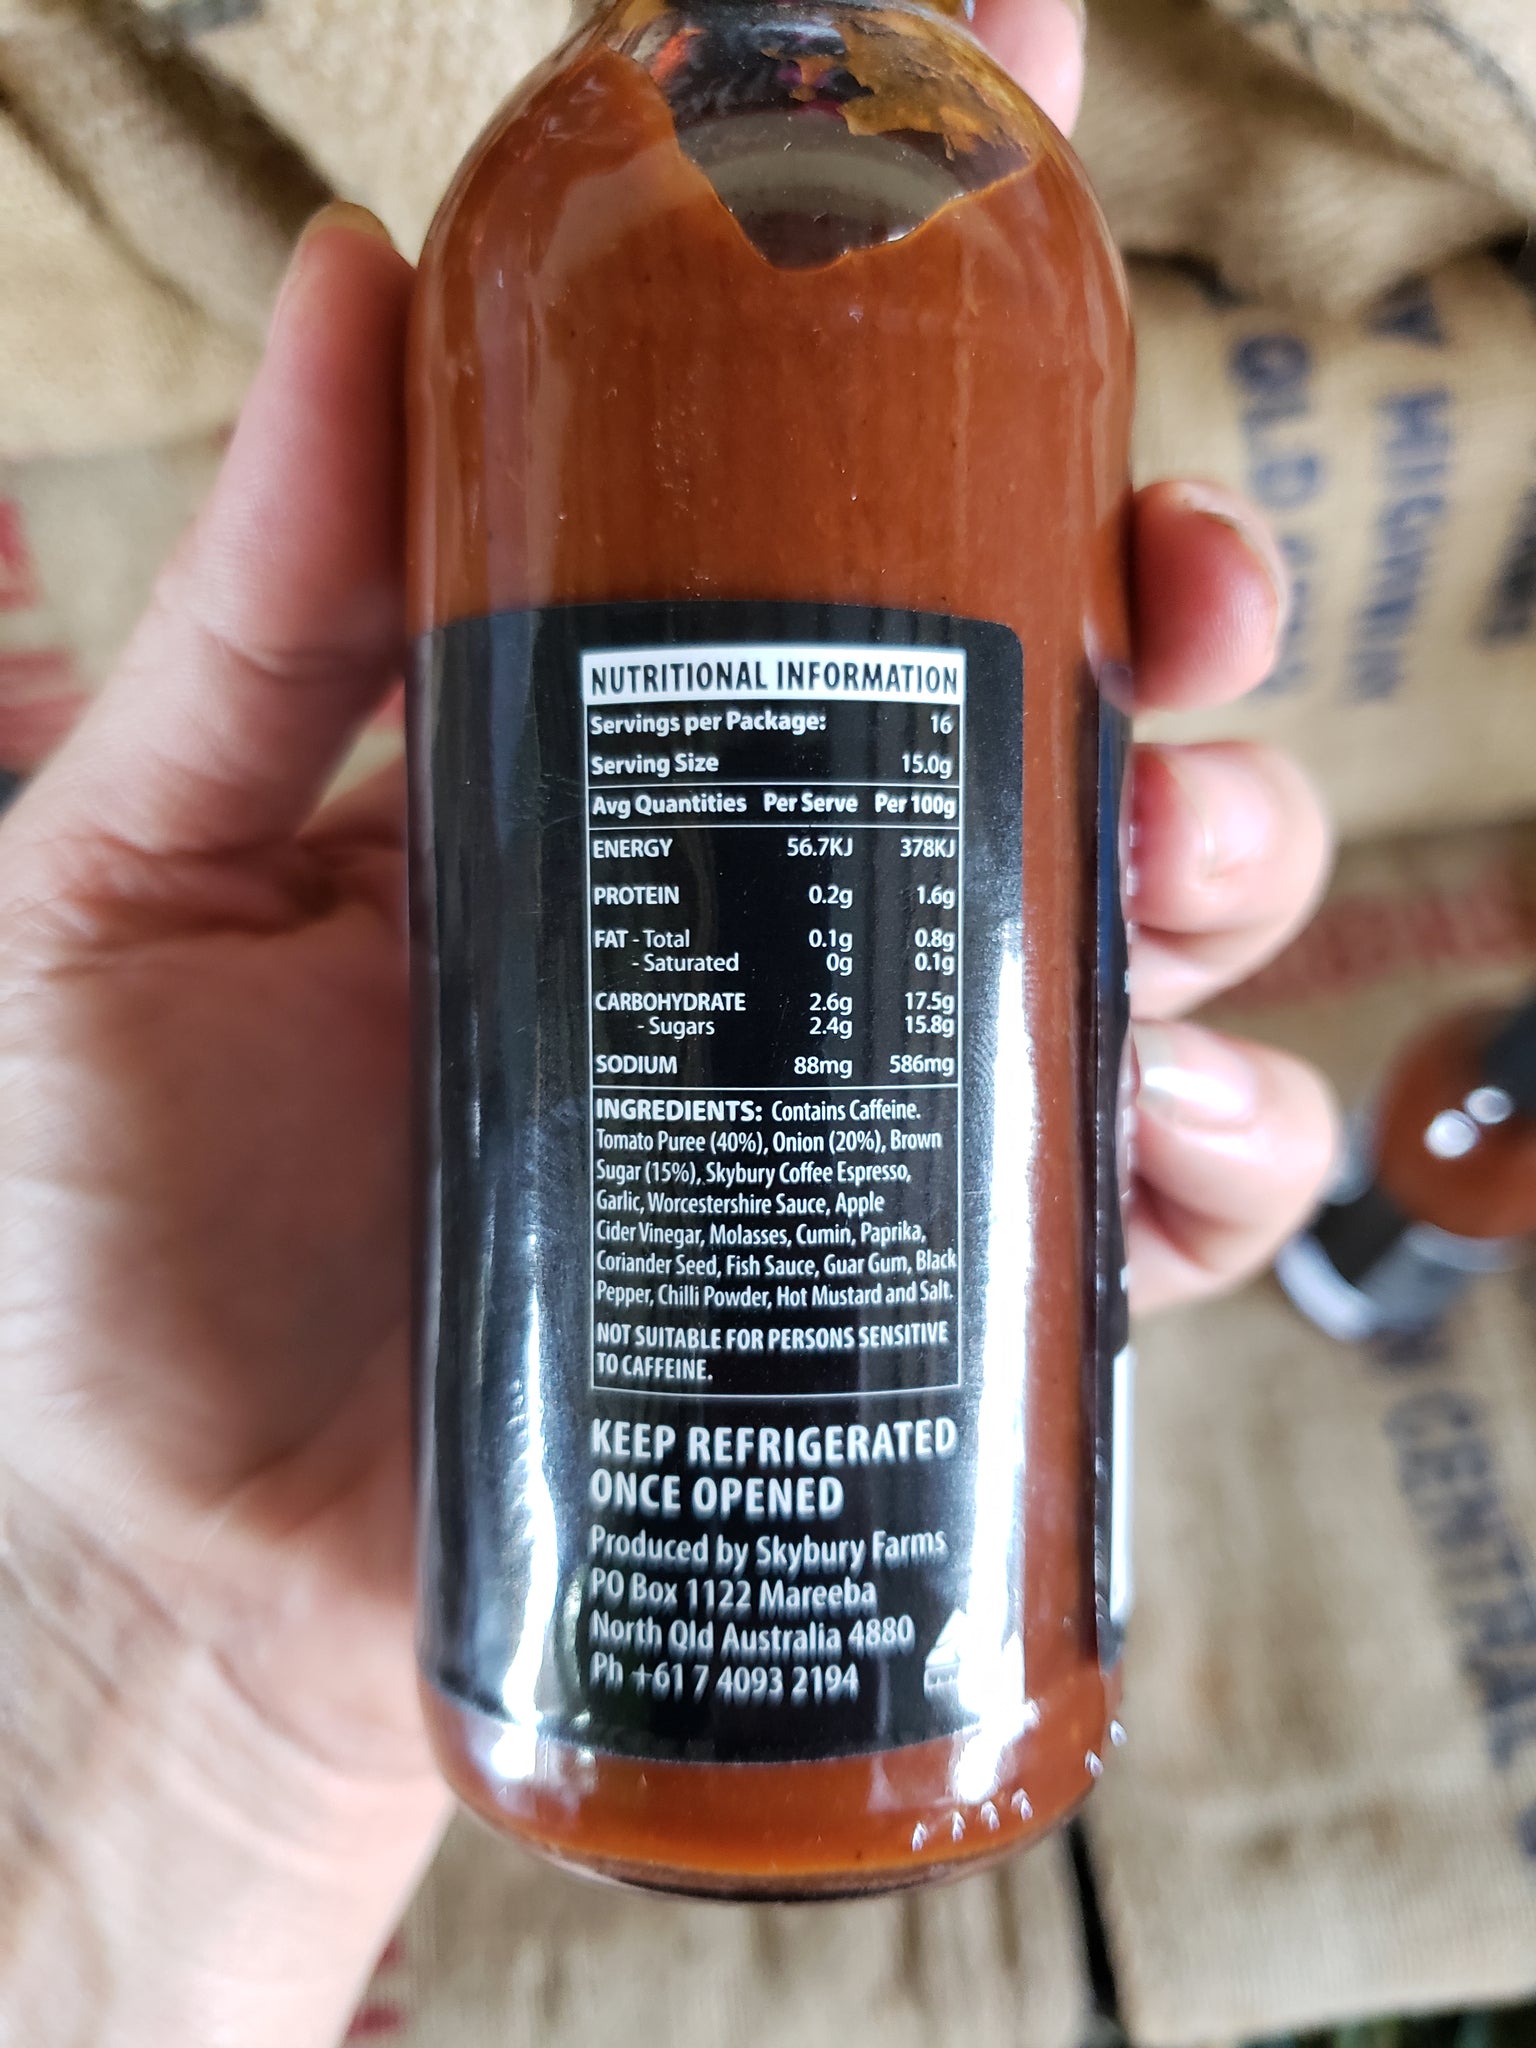 NUTRITIONAL INFORMATION
Servings per Package: 16
Serving Size 15.0g
Avg Quantities Per Serve Per 100g
ENERGY 56.7KJ 378KJ
PROTEIN 0.2g 1.6g
FAT - Total 0.1g 0.8g
- Saturated 0g 0.1g
CARBOHYDRATE 2.6g 17.5g
- Sugars 2.4g 15.8g
SODIUM 88mg 586mg
INGREDIENTS: Contains Caffeine.
Tomato Puree (40%), Onion (20%), Brown
Sugar (15%), Skybury Coffee Espresso,
Garlic, Worcestershire Sauce, Apple
Cider Vinegar, Molasses, Cumin, Paprika,
Coriander Seed, Fish Sauce, Guar Gum, Black
Pepper, Chilli Powder, Hot Mustard and Salt.
NOT SUITABLE FOR PERSONS SENSITIVE
TO CAFFEINE.
KEEP REFRIGERATED
ONCE OPENED
Produced by Skybury Farms
PO Box 1122 Mareeba
North Qld Australia 4880
Ph +61 7 4093 2194
CENTRAL